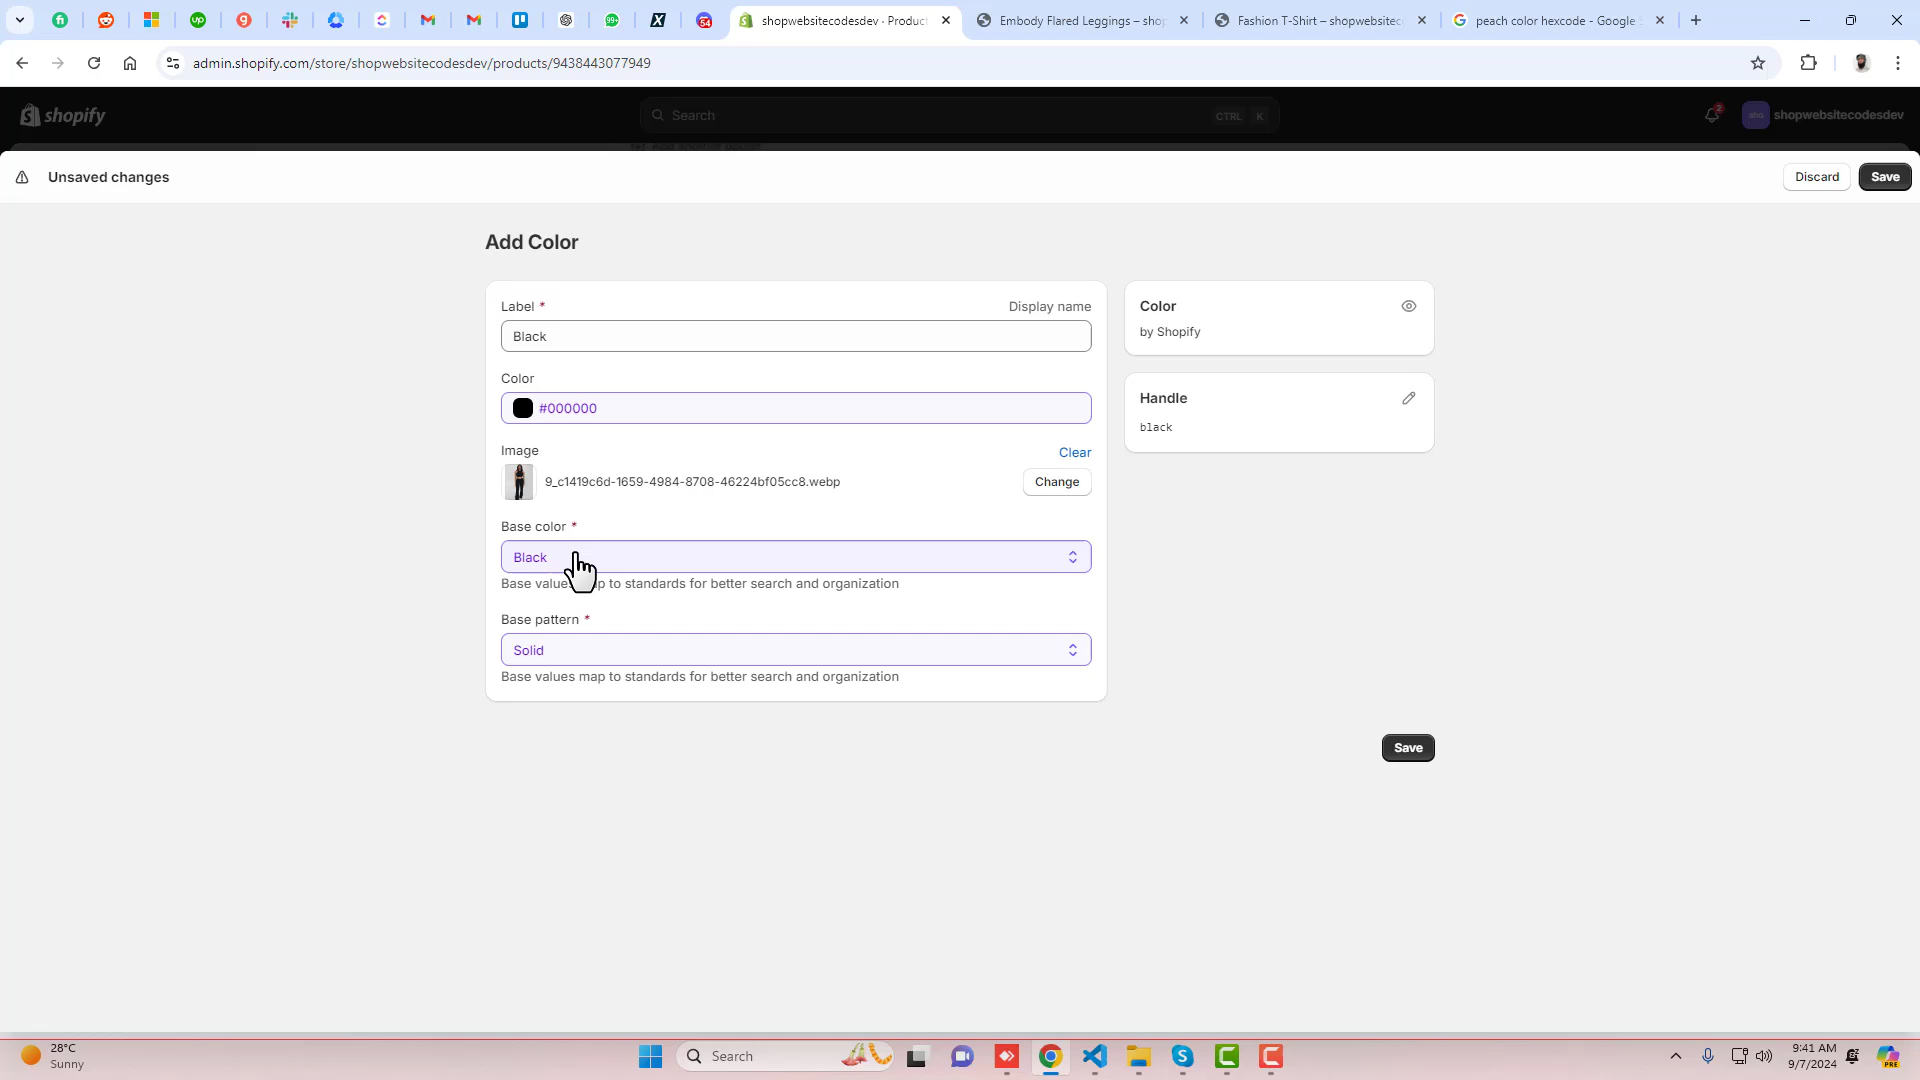 shopwebsitecodesdev · Product
Embody Flared Leggings – shop
Fashion T-Shirt – shopwebsitec
peach color hexcode - Google
admin.shopify.com/store/shopwebsitecodesdev/products/9438443077949
shopify
Search
CTRL K
2
sho
shopwebsitecodesdev
Unsaved changes
Discard
Save
Add Color
Label *
Display name
Black
Color
#000000
Image
Clear
9_c1419c6d-1659-4984-8708-46224bf05cc8.webp
Change
Base color *
Black
Base values map to standards for better search and organization
Base pattern *
Solid
Base values map to standards for better search and organization
Color
by Shopify
Handle
black
Save
28°C
Sunny
Search
9:41 AM
9/7/2024